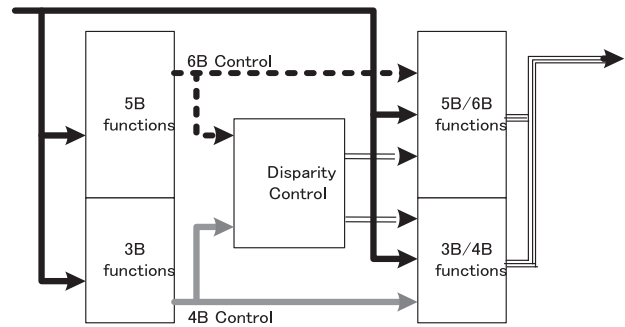 6B Control
5B
functions
5B/6B
functions
Disparity
Control
3B
functions
3B/4B
functions
4B Control